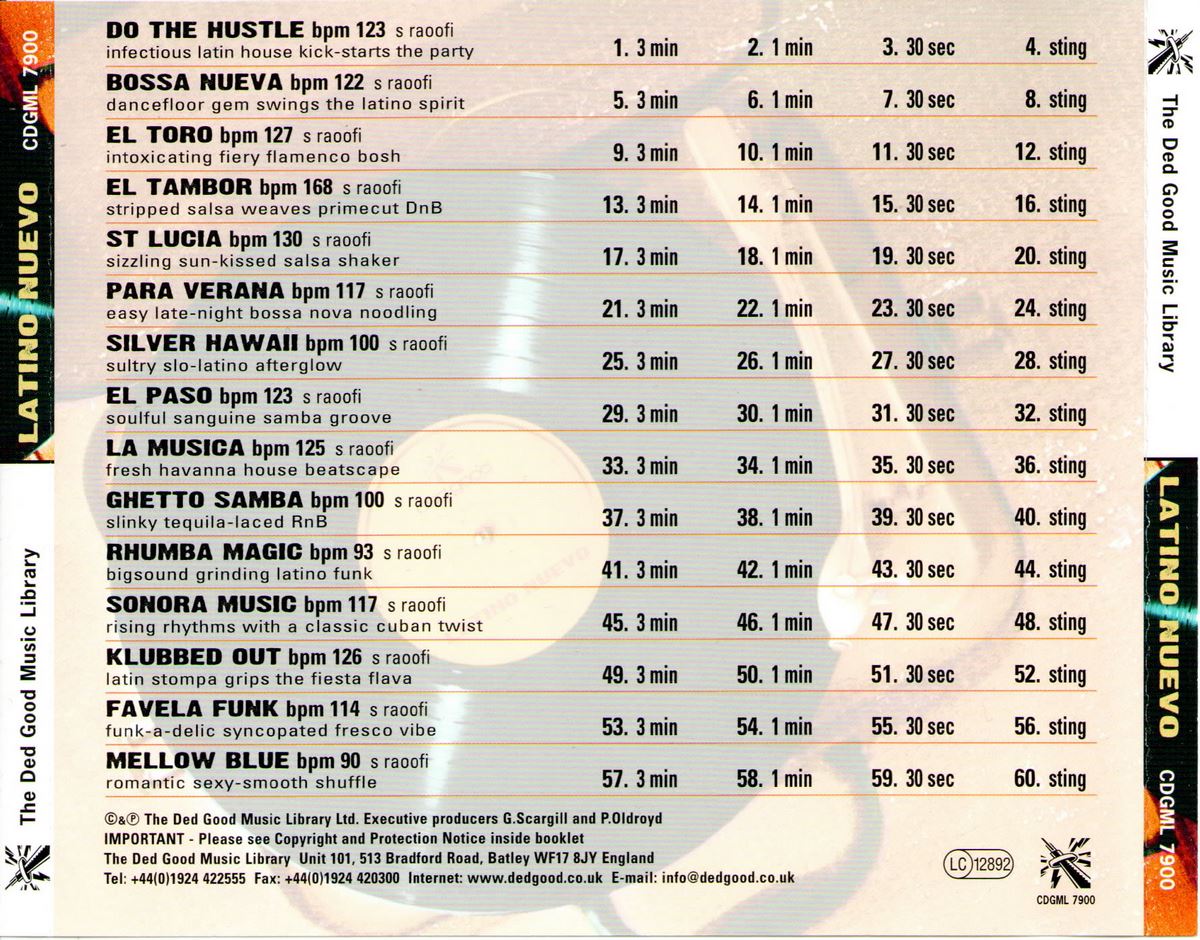 DO THE HUSTLE bpm 123 s raoofi
infectious latin house kick-starts the party
1. 3 min 2. 1 min 3. 30 sec 4. sting
BOSSA NUEVA bpm 122 s raoofi
dancefloor gem swings the latino spirit
5. 3 min 6. 1 min 7. 30 sec 8. sting
EL TORO bpm 127 s raoofi
intoxicating fiery flamenco bosh
9. 3 min 10. 1 min 11. 30 sec 12. sting
EL TAMBOR bpm 168 s raoofi
stripped salsa weaves primecut DnB
13. 3 min 14. 1 min 15. 30 sec 16. sting
ST LUCIA bpm 130 s raoofi
sizzling sun-kissed salsa shaker
17. 3 min 18. 1 min 19. 30 sec 20. sting
PARA VERANA bpm 117 s raoofi
easy late-night bossa nova noodling
21. 3 min 22. 1 min 23. 30 sec 24. sting
SILVER HAWAII bpm 100 s raoofi
sultry slo-latino afterglow
25. 3 min 26. 1 min 27. 30 sec 28. sting
EL PASO bpm 123 s raoofi
soulful sanguine samba groove
29. 3 min 30. 1 min 31. 30 sec 32. sting
LA MUSICA bpm 125 s raoofi
fresh havanna house beatscape
33. 3 min 34. 1 min 35. 30 sec 36. sting
GHETTO SAMBA bpm 100 s raoofi
slinky tequila-laced RnB
37. 3 min 38. 1 min 39. 30 sec 40. sting
RHUMBA MAGIC bpm 93 s raoofi
bigsound grinding latino funk
41. 3 min 42. 1 min 43. 30 sec 44. sting
SONORA MUSIC bpm 117 s raoofi
rising rhythms with a classic cuban twist
45. 3 min 46. 1 min 47. 30 sec 48. sting
KLUBBED OUT bpm 126 s raoofi
latin stompa grips the fiesta flava
49. 3 min 50. 1 min 51. 30 sec 52. sting
FAVELA FUNK bpm 114 s raoofi
funk-a-delic syncopated fresco vibe
53. 3 min 54. 1 min 55. 30 sec 56. sting
MELLOW BLUE bpm 90 s raoofi
romantic sexy-smooth shuffle
57. 3 min 58. 1 min 59. 30 sec 60. sting
©&℗ The Ded Good Music Library Ltd. Executive producers G.Scargill and P.Oldroyd
IMPORTANT - Please see Copyright and Protection Notice inside booklet
The Ded Good Music Library Unit 101, 513 Bradford Road, Batley WF17 8JY England
Tel: +44(0)1924 422555 Fax: +44(0)1924 420300 Internet: www.dedgood.co.uk E-mail: info@dedgood.co.uk
LC 12892
CDGML 7900
The Ded Good Music Library LATINO NUEVO CDGML 7900
The Ded Good Music Library LATINO NUEVO CDGML 7900